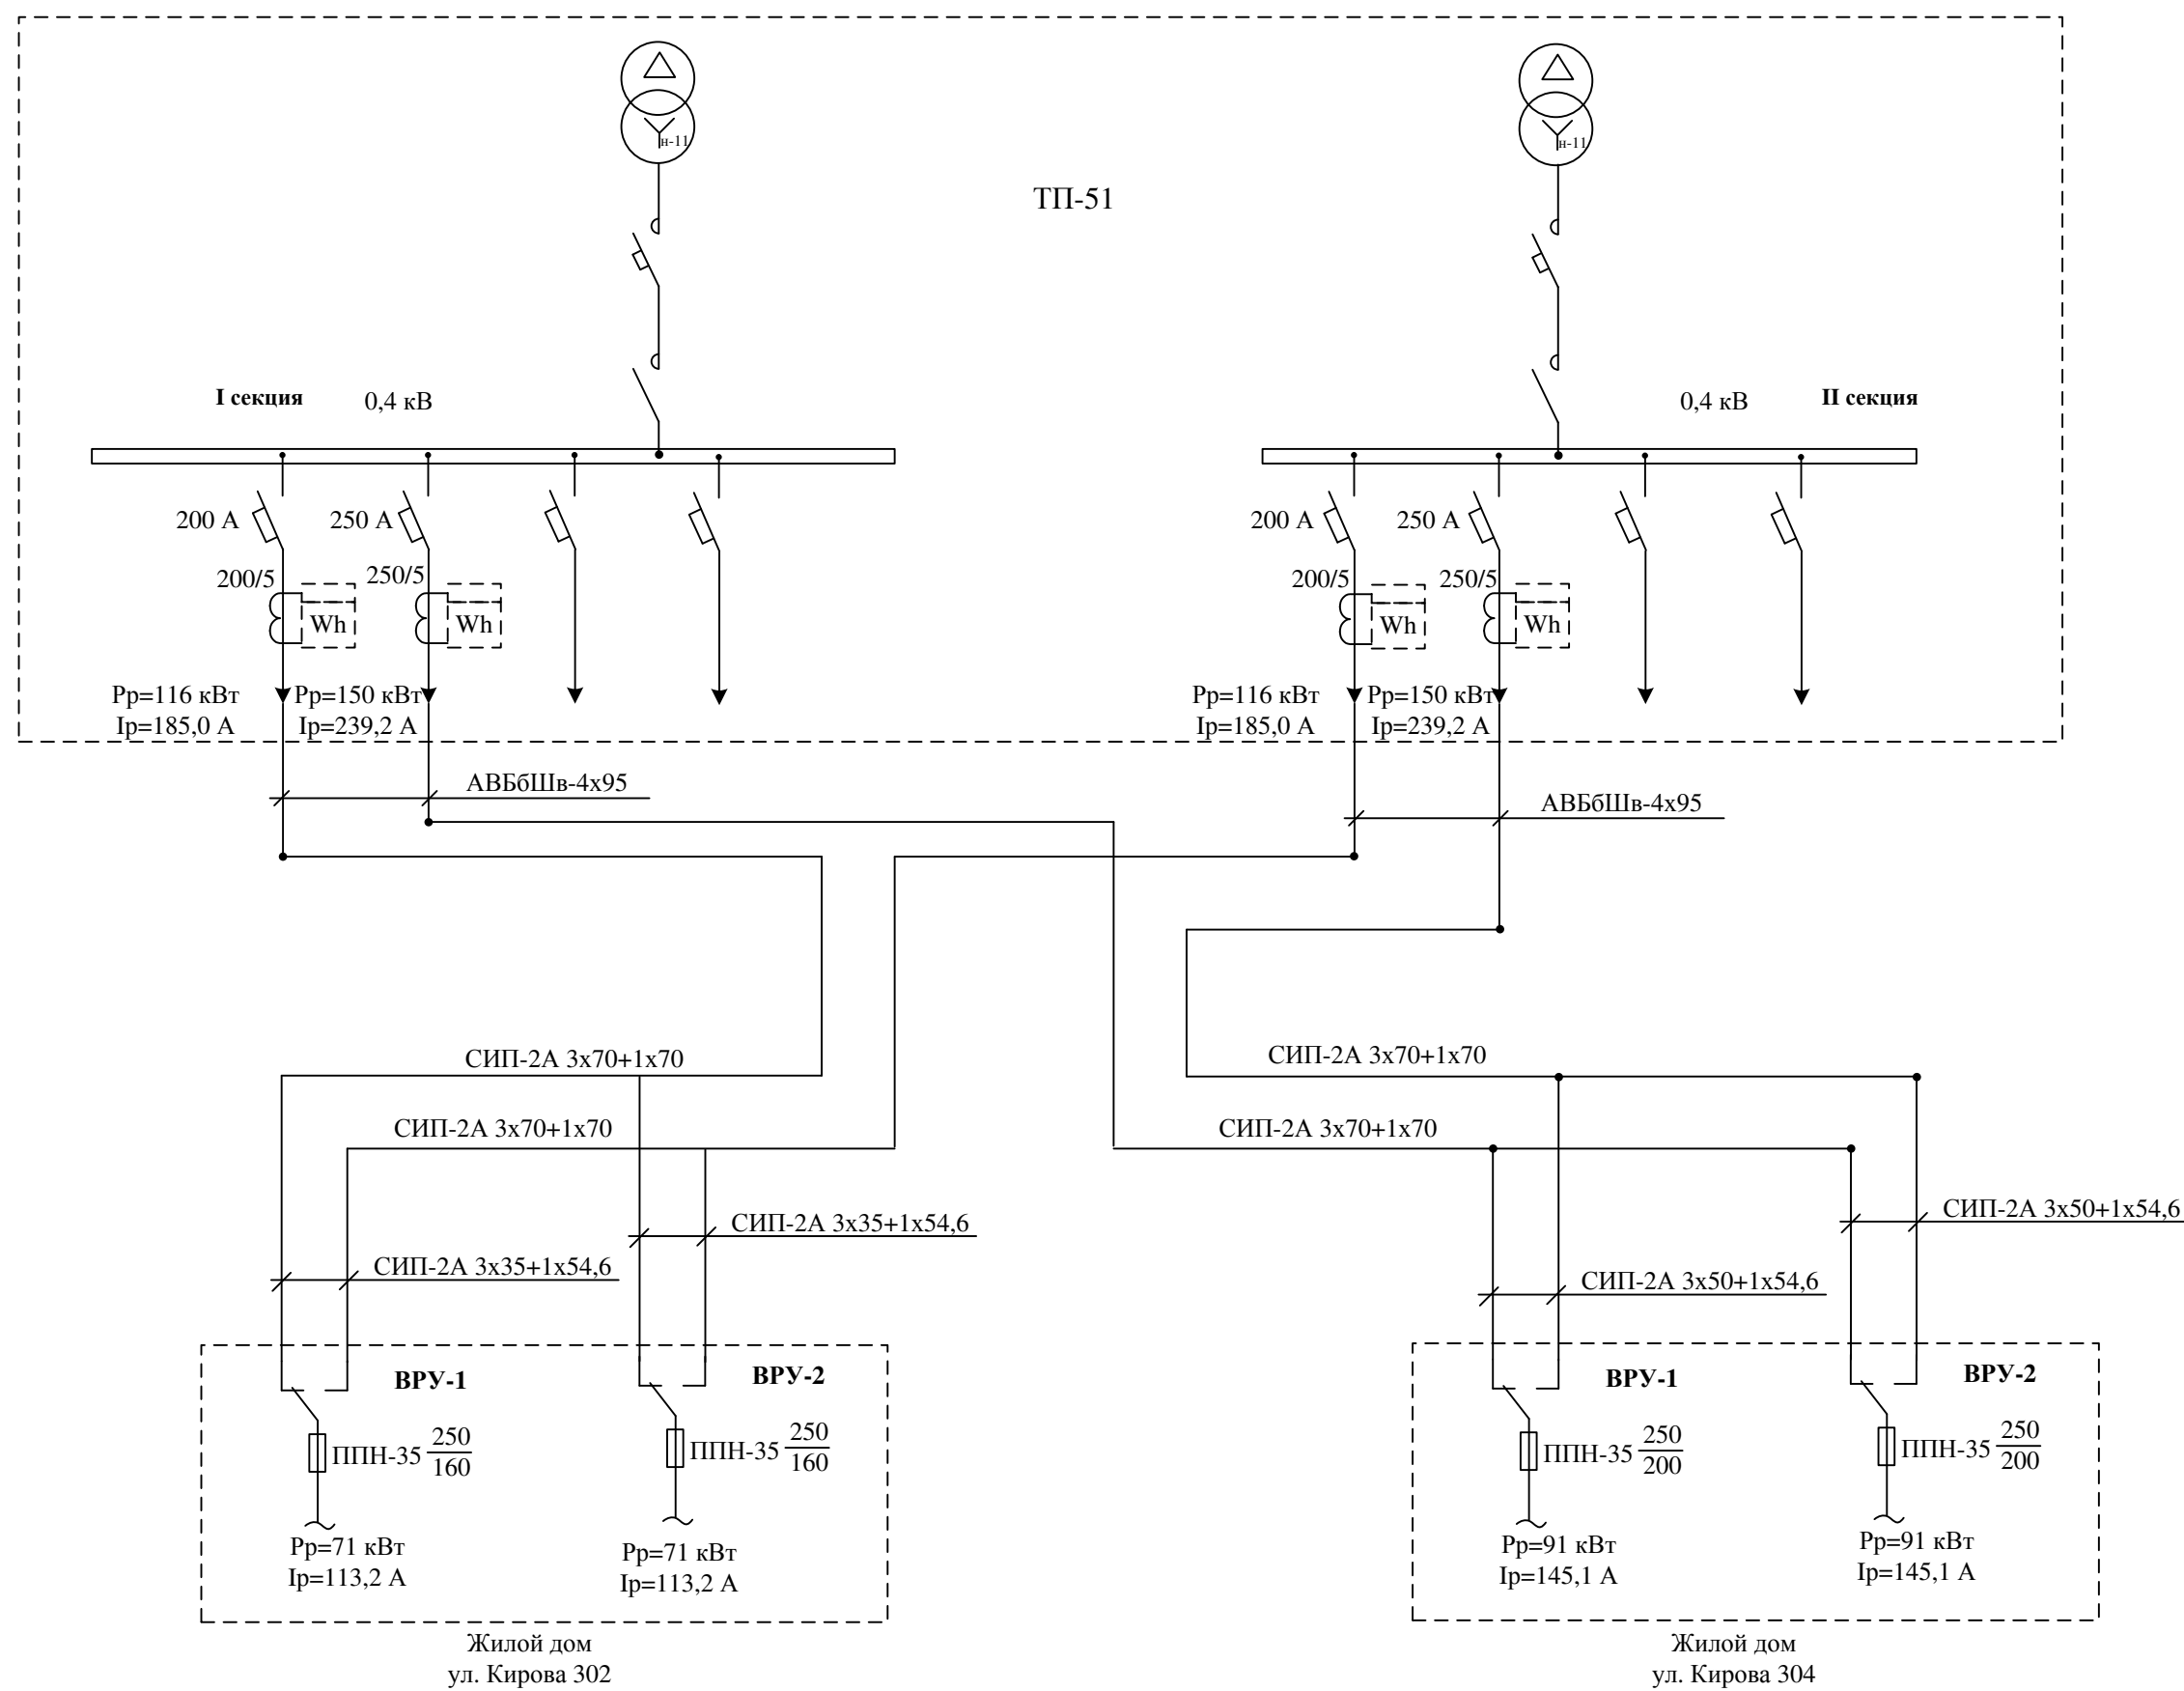 н-11
н-11
ТП-51
I секция
0,4 кВ
0,4 кВ
II секция
200 А
250 А
200 А
250 А
200/5
250/5
200/5
250/5
Wh
Wh
Wh
Wh
Рр=116 кВт
Рр=150 кВт
Рр=116 кВт
Рр=150 кВт
Iр=185,0 А
Iр=239,2 А
Iр=185,0 А
Iр=239,2 А
АВБбШв-4х95
АВБбШв-4х95
СИП-2А 3х70+1х70
СИП-2А 3х70+1х70
СИП-2А 3х70+1х70
СИП-2А 3х70+1х70
СИП-2А 3х35+1х54,6
СИП-2А 3х50+1х54,6
СИП-2А 3х35+1х54,6
СИП-2А 3х50+1х54,6
ВРУ-1
ВРУ-2
ВРУ-1
ВРУ-2
ППН-35 250
160
ППН-35 250
160
ППН-35 250
200
ППН-35 250
200
Рр=71 кВт
Iр=113,2 А
Рр=71 кВт
Iр=113,2 А
Рр=91 кВт
Iр=145,1 А
Рр=91 кВт
Iр=145,1 А
Жилой дом
ул. Кирова 302
Жилой дом
ул. Кирова 304